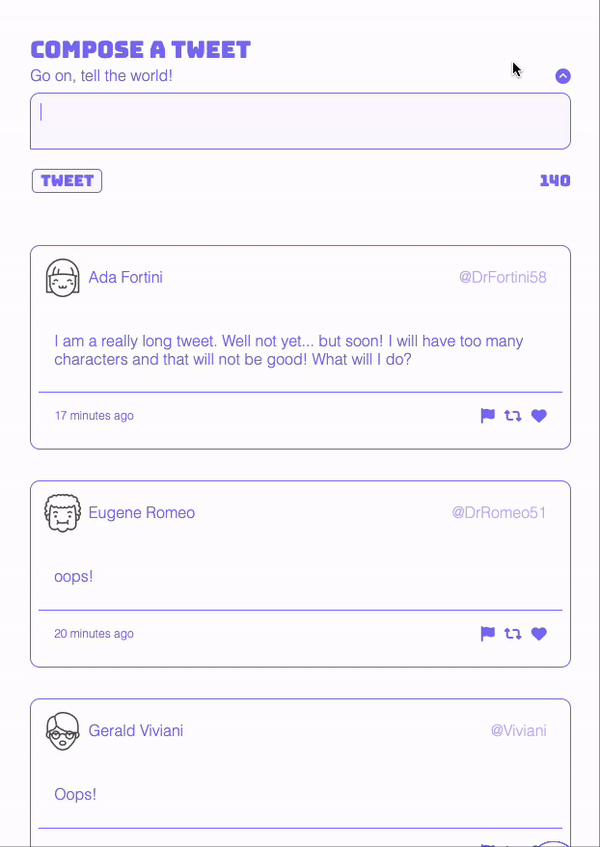 COMPOSE A TWEET
Go on, tell the world!
TWEET
140
Ada Fortini
@DrFortini58
I am a really long tweet. Well not yet... but soon! I will have too many
characters and that will not be good! What will I do?
17 minutes ago
Eugene Romeo
@DrRomeo51
oops!
20 minutes ago
Gerald Viviani
@Viviani
Oops!